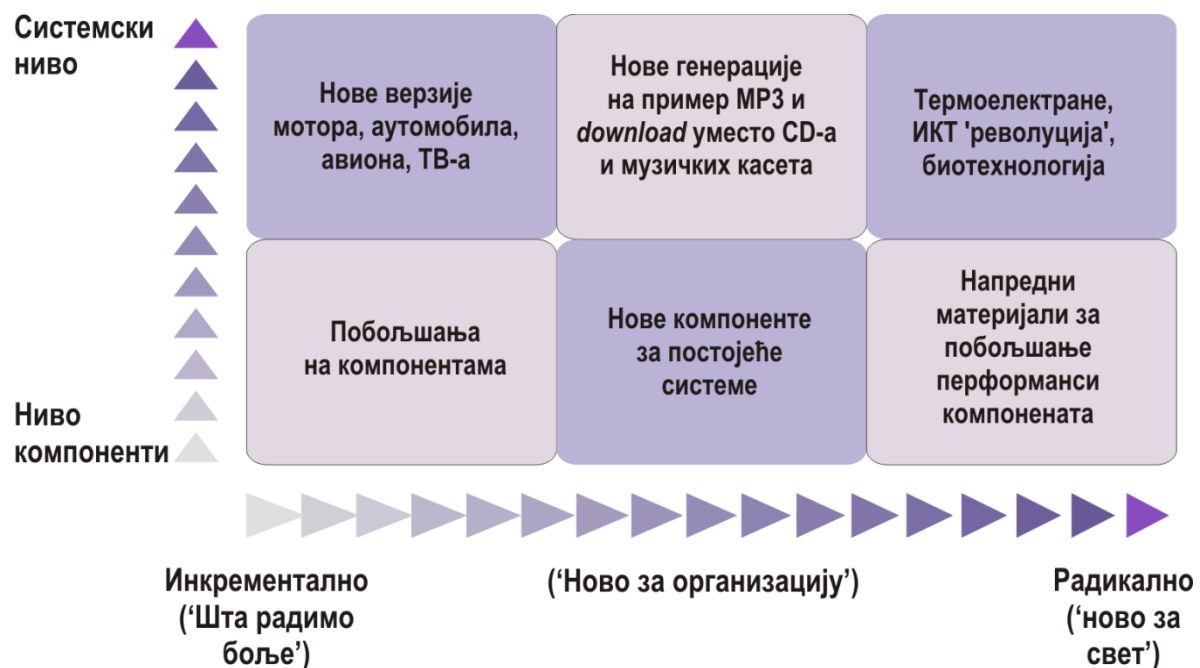 Системски
ниво
Нове верзије
мотора, аутомобила,
авиона, ТВ-а
Нове генерације
на пример MP3 и
download уместо CD-a
и музичких касета
Термоелектране,
ИКТ 'револуција',
биотехнологија
Ниво
компоненти
Побољшања
на компонентама
Нове компоненте
за постојеће
системе
Напредни
материјали за
побољшање
перформанси
компонената
Инкрементално
(‘Шта радимо
боље’)
(‘Ново за организацију’)
Радикално
(‘ново за
свет’)